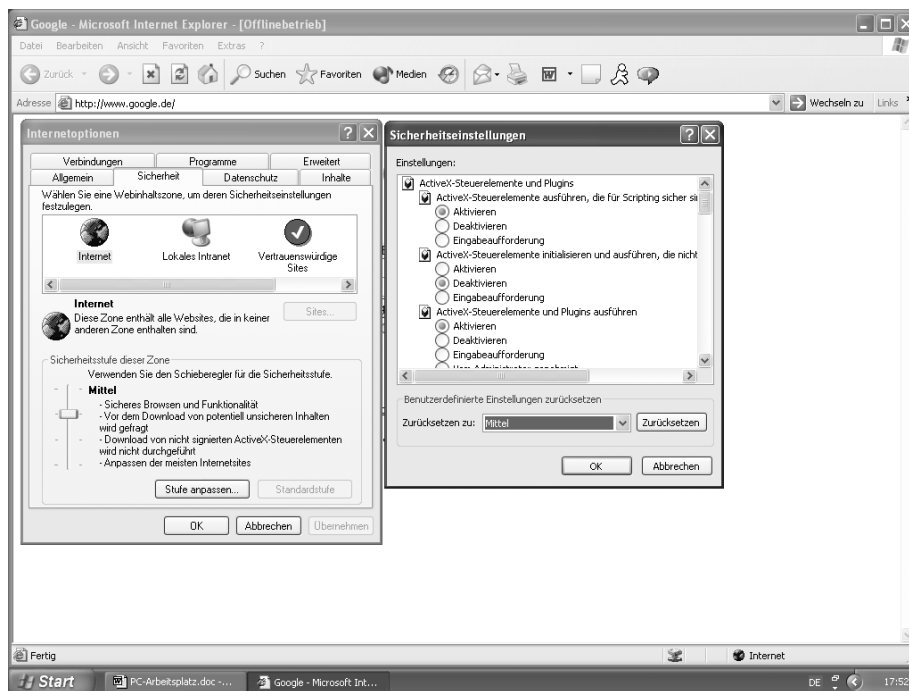 Google - Microsoft Internet Explorer - [Offlinebetrieb]
Datei Bearbeiten Ansicht Favoriten Extras ?
Zurück Suchen Favoriten Medien
Adresse http://www.google.de/ Wechseln zu Links
Internetoptionen
Verbindungen Programme Erweitert
Allgemein Sicherheit Datenschutz Inhalte
Wählen Sie eine Webinhaltszone, um deren Sicherheitseinstellungen
festzulegen.
Internet Lokales Intranet Vertrauenswürdige
Sites
Internet
Diese Zone enthält alle Websites, die in keiner
anderen Zone enthalten sind.
Sites...
Sicherheitsstufe dieser Zone
Verwenden Sie den Schieberegler für die Sicherheitsstufe.
Mittel
- Sicheres Browsen und Funktionalität
- Vor dem Download von potentiell unsicheren Inhalten
wird gefragt
- Download von nicht signierten ActiveX-Steuerelementen
wird nicht durchgeführt
- Anpassen der meisten Internetsites
Stufe anpassen... Standardstufe
OK Abbrechen Übernehmen
Sicherheitseinstellungen
Einstellungen:
ActiveX-Steuerelemente und Plugins
ActiveX-Steuerelemente ausführen, die für Scripting sicher
Aktivieren
Deaktivieren
Eingabeaufforderung
ActiveX-Steuerelemente initialisieren und ausführen, die nicht
Aktivieren
Deaktivieren
Eingabeaufforderung
ActiveX-Steuerelemente und Plugins ausführen
Aktivieren
Deaktivieren
Eingabeaufforderung
Benutzerdefinierte Einstellungen zurücksetzen
Zurücksetzen zu: Mittel Zurücksetzen
OK Abbrechen
Fertig Internet
Start PC-Arbeitsplatz.doc -... Google - Microsoft Int... DE 17:52